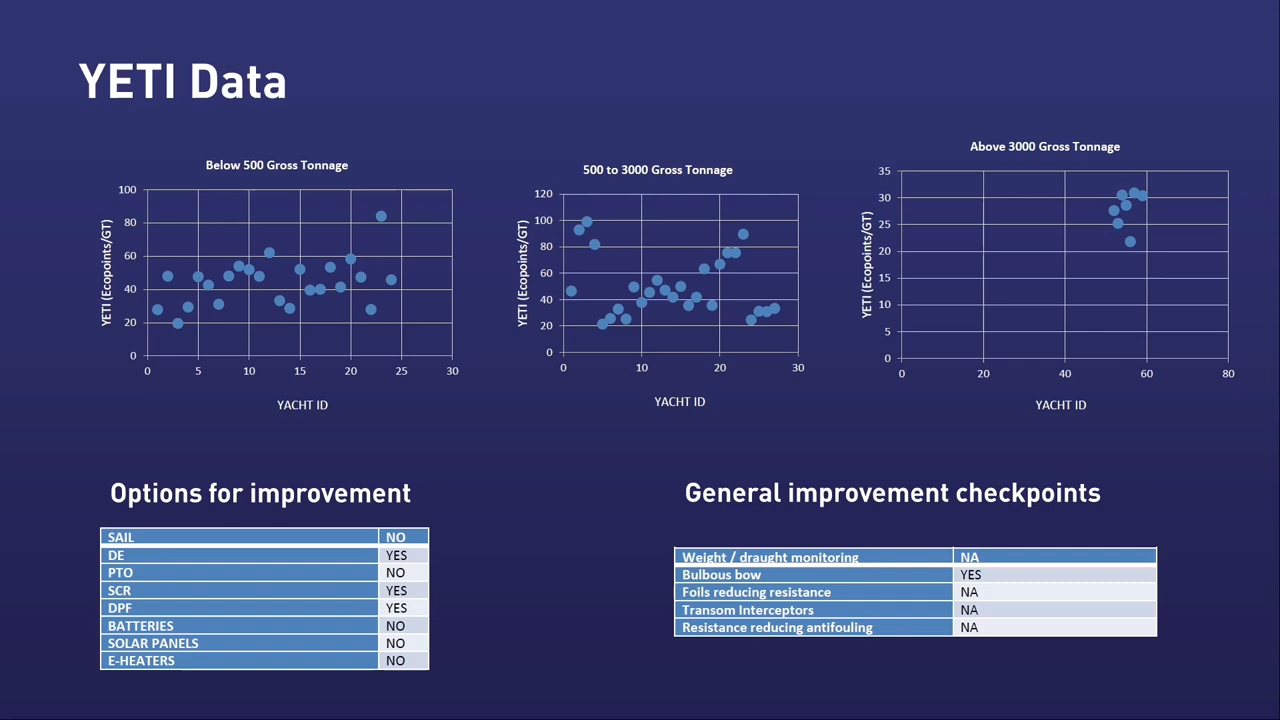 YETI Data
Below 500 Gross Tonnage
YETI (Ecopoints/GT)
100
80
60
40
20
0
0 5 10 15 20 25 30
YACHT ID
500 to 3000 Gross Tonnage
YETI (Ecopoints/GT)
120
100
80
60
40
20
0
0 10 20 30
YACHT ID
Above 3000 Gross Tonnage
YETI (Ecopoints/GT)
35
30
25
20
15
10
5
0
0 20 40 60 80
YACHT ID
Options for improvement
SAIL NO
DE YES
PTO NO
SCR YES
DPF YES
BATTERIES NO
SOLAR PANELS NO
E-HEATERS NO
General improvement checkpoints
Weight / draught monitoring NA
Bulbous bow YES
Foils reducing resistance NA
Transom Interceptors NA
Resistance reducing antifouling NA